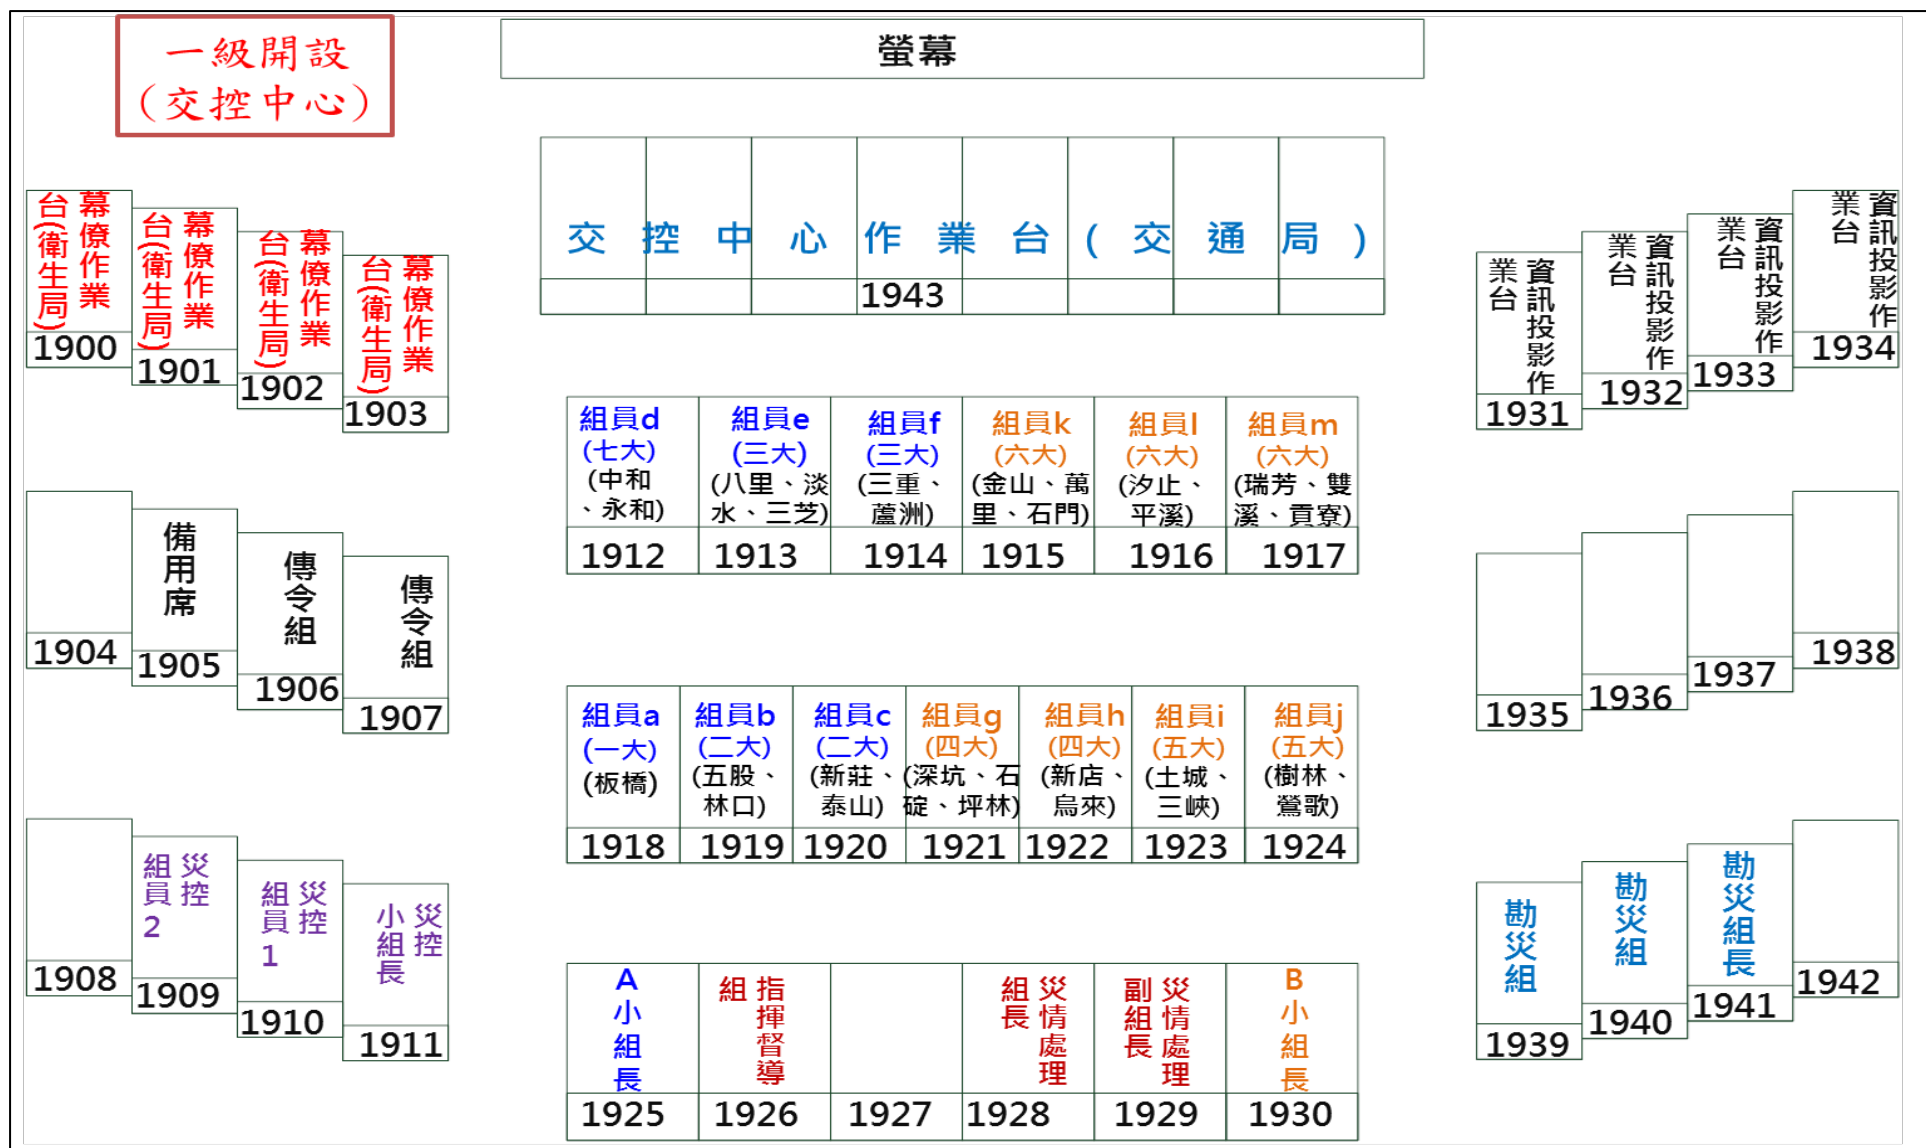 一級開設
(交控中心)
螢幕
交控中心作業台(交通局)
1943
幕僚作業
台(衛生局)
1900
幕僚作業
台(衛生局)
1901
幕僚作業
台(衛生局)
1902
幕僚作業
台(衛生局)
1903
資訊投影作
業台
1931
資訊投影作
業台
1932
資訊投影作
業台
1933
資訊投影作
業台
1934
組員d
(七大)
(中和
、永和)
1912
組員e
(三大)
(八里、淡
水、三芝)
1913
組員f
(三大)
(三重、
蘆洲)
1914
組員k
(六大)
(金山、萬
里、石門)
1915
組員l
(六大)
(汐止、
平溪)
1916
組員m
(六大)
(瑞芳、雙
溪、貢寮)
1917
1904
備用席
1905
傳令組
1906
傳令組
1907
1935
1936
1937
1938
組員a
(一大)
(板橋)
1918
組員b
(二大)
(五股、
林口)
1919
組員c
(二大)
(新莊、
泰山)
1920
組員g
(四大)
(深坑、石
碇、坪林)
1921
組員h
(四大)
(新店、
烏來)
1922
組員i
(五大)
(土城、
三峽)
1923
組員j
(五大)
(樹林、
鶯歌)
1924
1908
災控
組員2
1909
災控
組員1
1910
災控
小組長
1911
A小組長
1925
指揮督導
組
1926
1927
災情處理
組長
1928
災情處理
副組長
1929
B小組長
1930
勘災組
1939
勘災組
1940
勘災組長
1941
1942